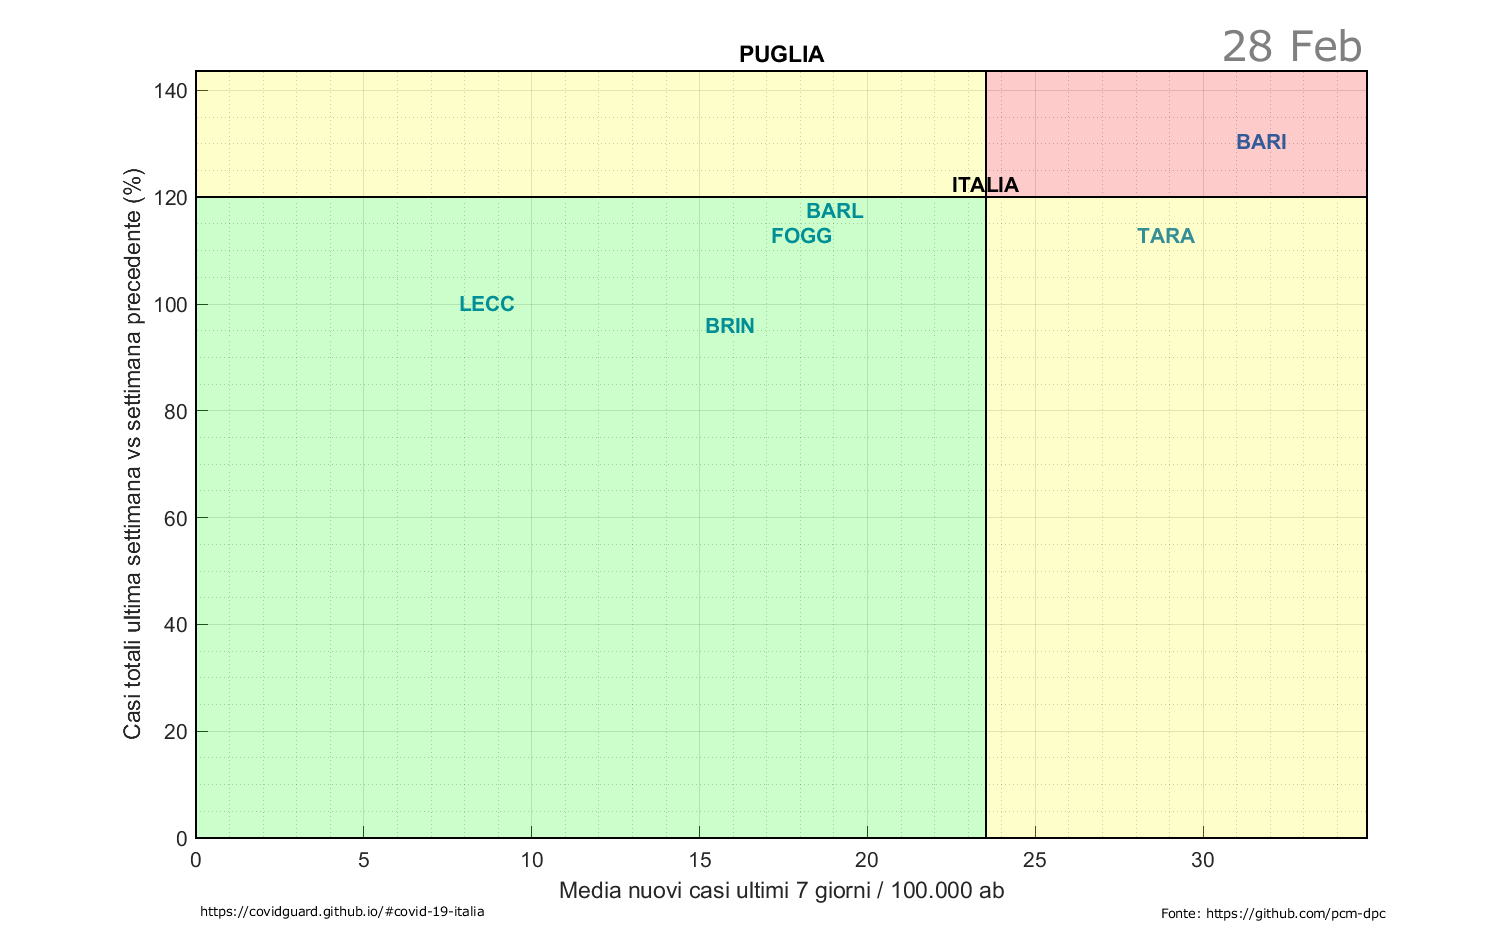 28 Feb
PUGLIA
140
120
100
80
60
40
20
0
Casi totali ultima settimana vs settimana precedente (%)
BARI
ITALIA
BARL
FOGG
TARA
LECC
BRIN
0 5 10 15 20 25 30
Media nuovi casi ultimi 7 giorni / 100.000 ab
https://covidguard.github.io/#covid-19-italia
Fonte: https://github.com/pcm-dpc